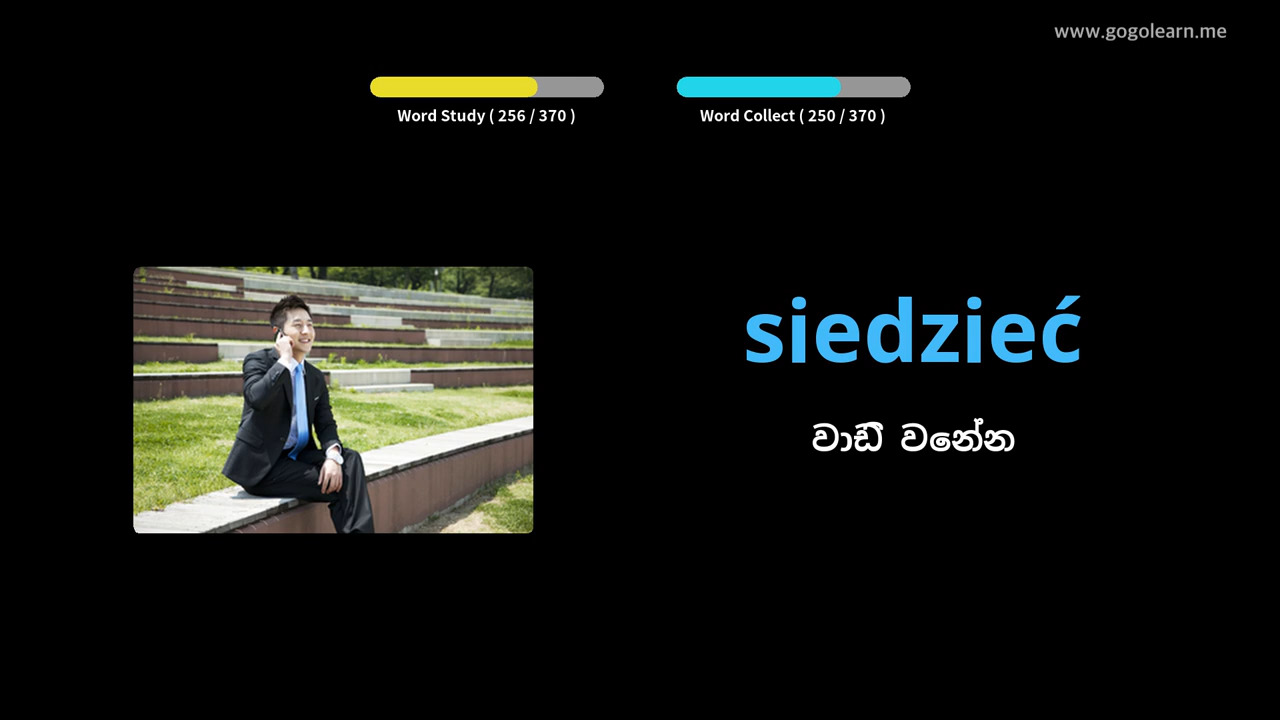 www.gogolearn.me
Word Study ( 256 / 370 )
Word Collect ( 250 / 370 )
siedzieć
වාඩි වනේන